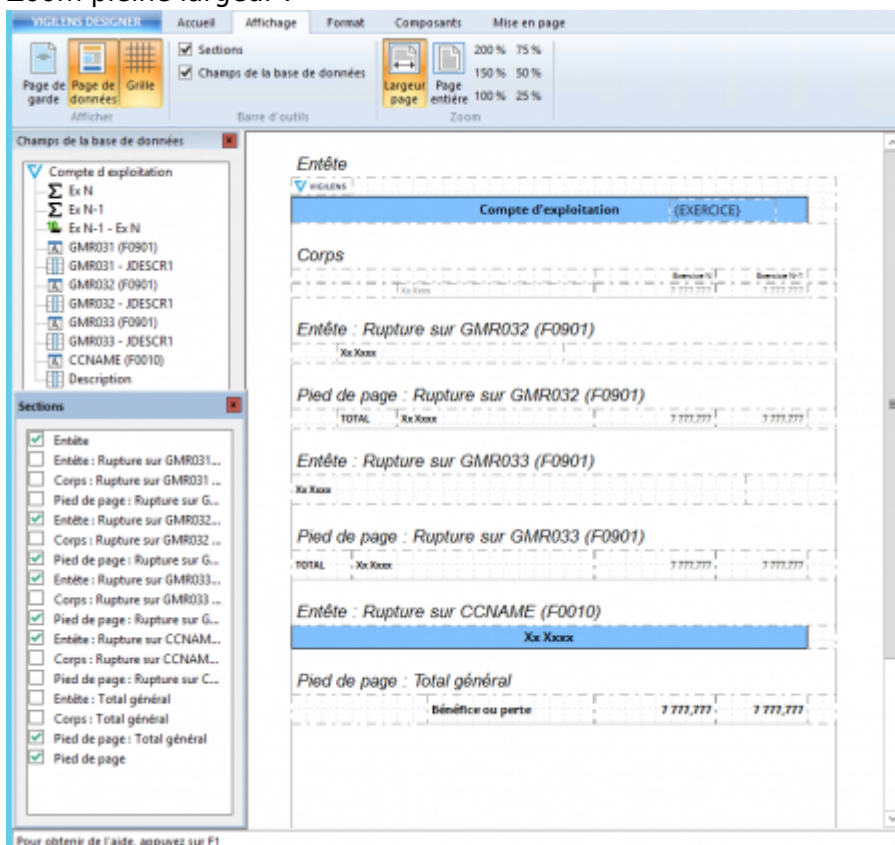 Zoom pleine largeur :
VIGILENS DESIGNER Accueil Affichage Format Composants Mise en page
Sections
Champs de la base de données
Page de garde
Page de données
Grille
Largeur page
Page entière
200 % 75 %
150 % 50 %
100 % 25 %
Afficher Barre d'outils Zoom
Champs de la base de données
Compte d exploitation
Ex N
Ex N-1
Ex N-1 - Ex N
GMR031 (F0901)
GMR031 - JDESCR1
GMR032 (F0901)
GMR032 - JDESCR1
GMR033 (F0901)
GMR033 - JDESCR1
CCNAME (F0010)
Description
Sections
Entête
Entête : Rupture sur GMR031...
Corps : Rupture sur GMR031 ...
Pied de page : Rupture sur G...
Entête : Rupture sur GMR032...
Corps : Rupture sur GMR032 ...
Pied de page : Rupture sur G...
Entête : Rupture sur GMR033...
Corps : Rupture sur GMR033 ...
Pied de page : Rupture sur G...
Entête : Rupture sur CCNAM...
Corps : Rupture sur CCNAM...
Pied de page : Rupture sur C...
Entête : Total général
Corps : Total général
Pied de page : Total général
Pied de page
Entête
VIGILENS
Compte d'exploitation {EXERCICE}
Corps
Exercice N Exercice N-1
Xx Xxxx 7 777,777 7 777,777
Entête : Rupture sur GMR032 (F0901)
Xx Xxxx
Pied de page : Rupture sur GMR032 (F0901)
TOTAL Xx Xxxx 7 777,777 7 777,777
Entête : Rupture sur GMR033 (F0901)
Xx Xxxx
Pied de page : Rupture sur GMR033 (F0901)
TOTAL Xx Xxxx 7 777,777 7 777,777
Entête : Rupture sur CCNAME (F0010)
Xx Xxxx
Pied de page : Total général
Bénéfice ou perte 7 777,777 7 777,777
Pour obtenir de l'aide, appuyez sur F1